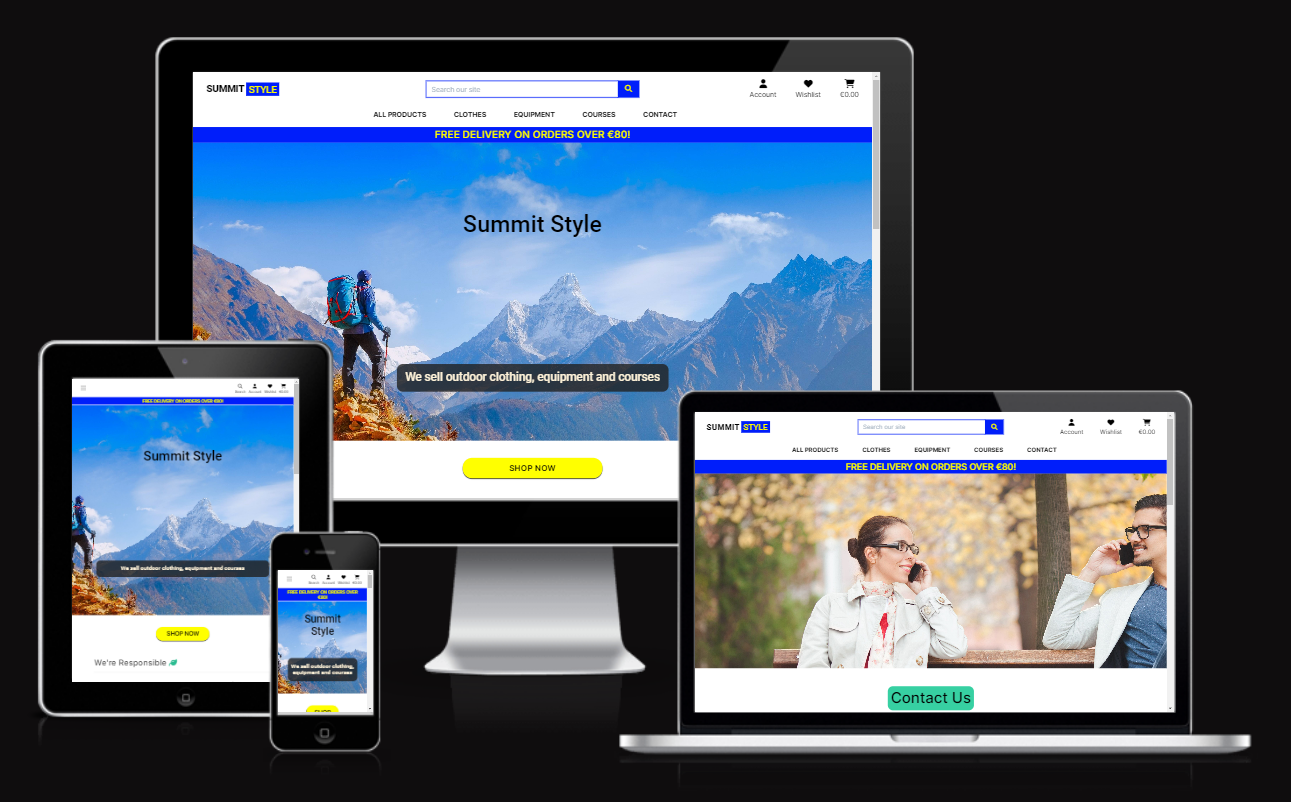 SUMMIT STYLE
Search our site
Account
Wishlist
€0.00
ALL PRODUCTS
CLOTHES
EQUIPMENT
COURSES
CONTACT
FREE DELIVERY ON ORDERS OVER €80!
Summit Style
We sell outdoor clothing, equipment and courses
SHOP NOW
Search
Account
Wishlist
€0.00
FREE DELIVERY ON ORDERS OVER €80!
Summit Style
We sell outdoor clothing, equipment and courses
SHOP NOW
We're Responsible
Search
Account
Wishlist
€0.00
FREE DELIVERY ON ORDERS OVER
€80!
Summit
Style
We sell outdoor clothing,
equipment and courses
SUMMIT STYLE
Search our site
Account
Wishlist
€0.00
ALL PRODUCTS
CLOTHES
EQUIPMENT
COURSES
CONTACT
FREE DELIVERY ON ORDERS OVER €80!
Contact Us